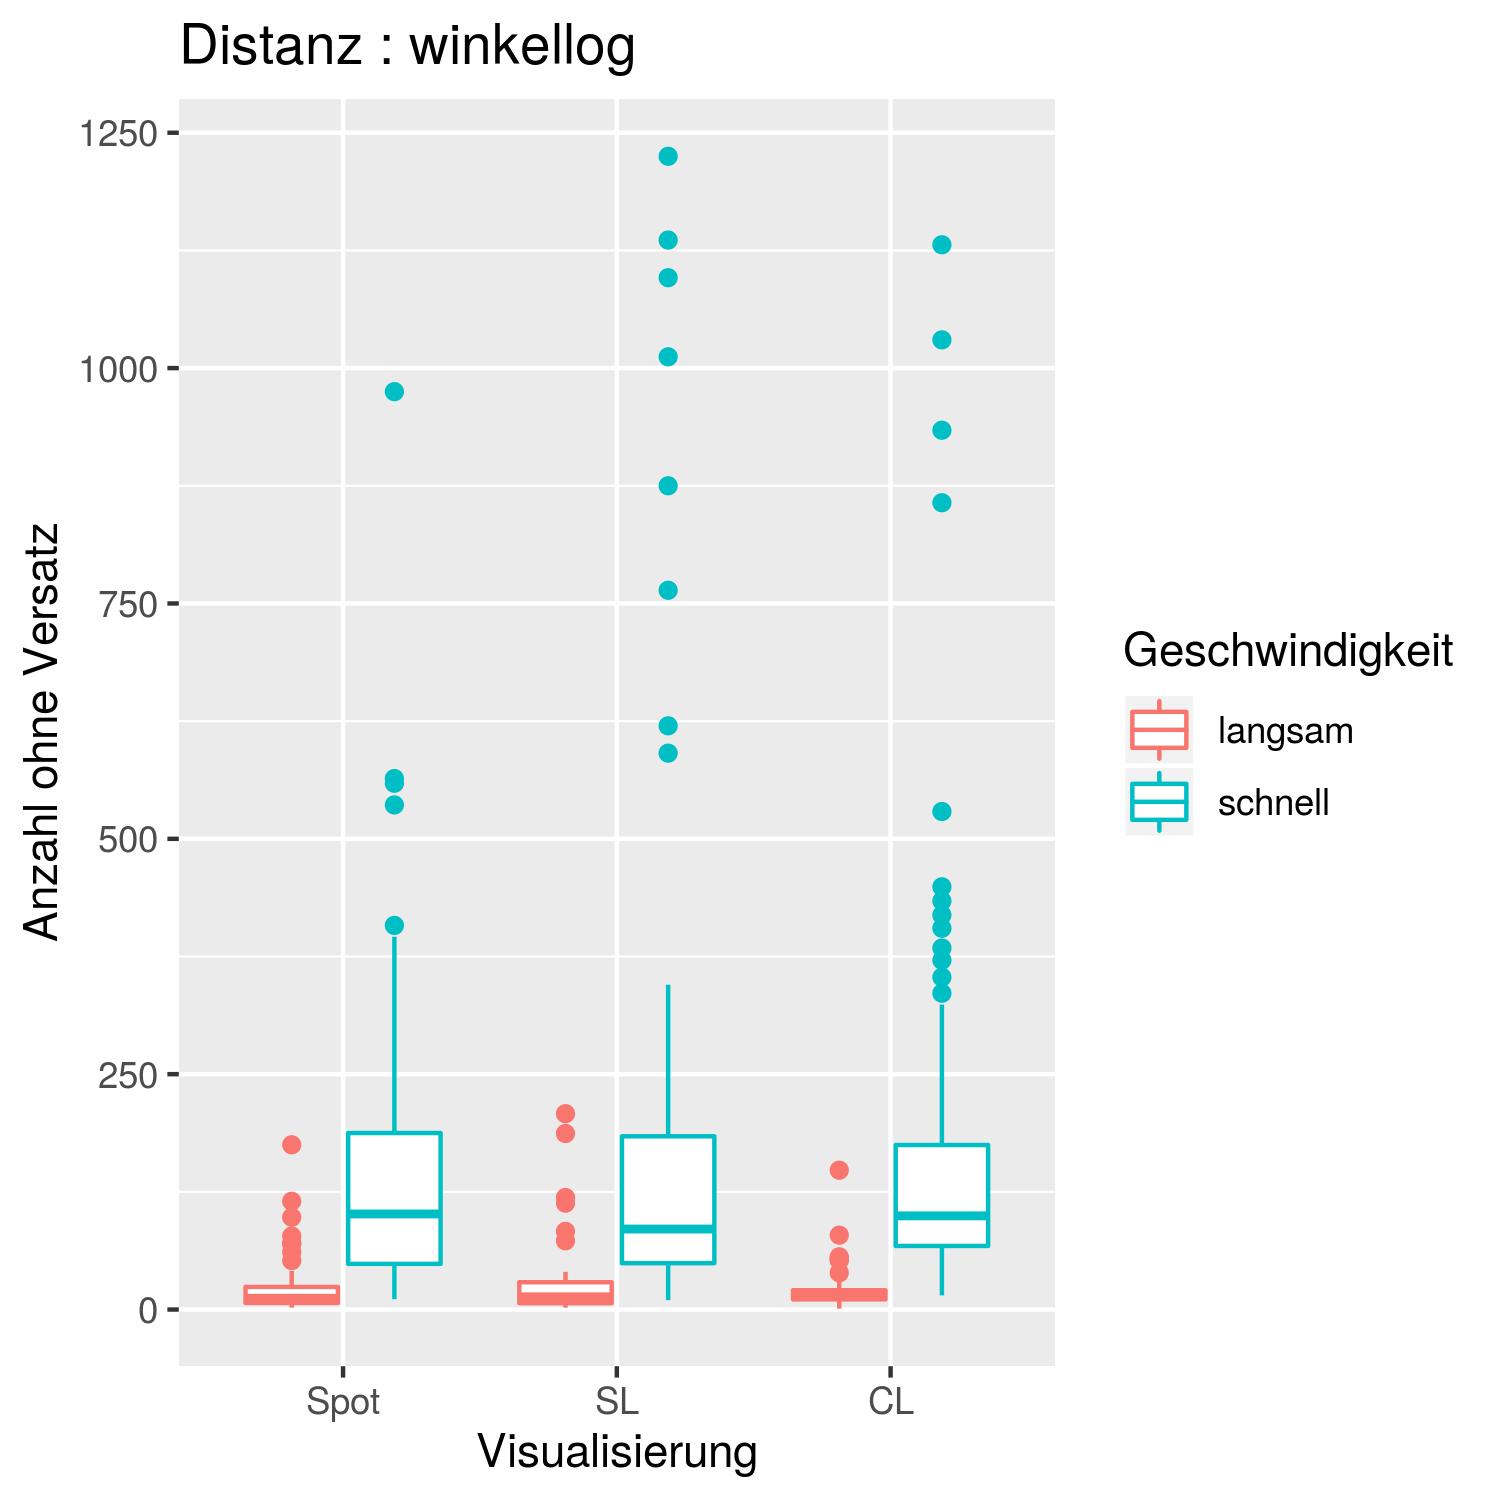 Distanz : winkellog
1250
1000
750
500
250
0
Anzahl ohne Versatz
Spot SL CL
Visualisierung
Geschwindigkeit
langsam
schnell